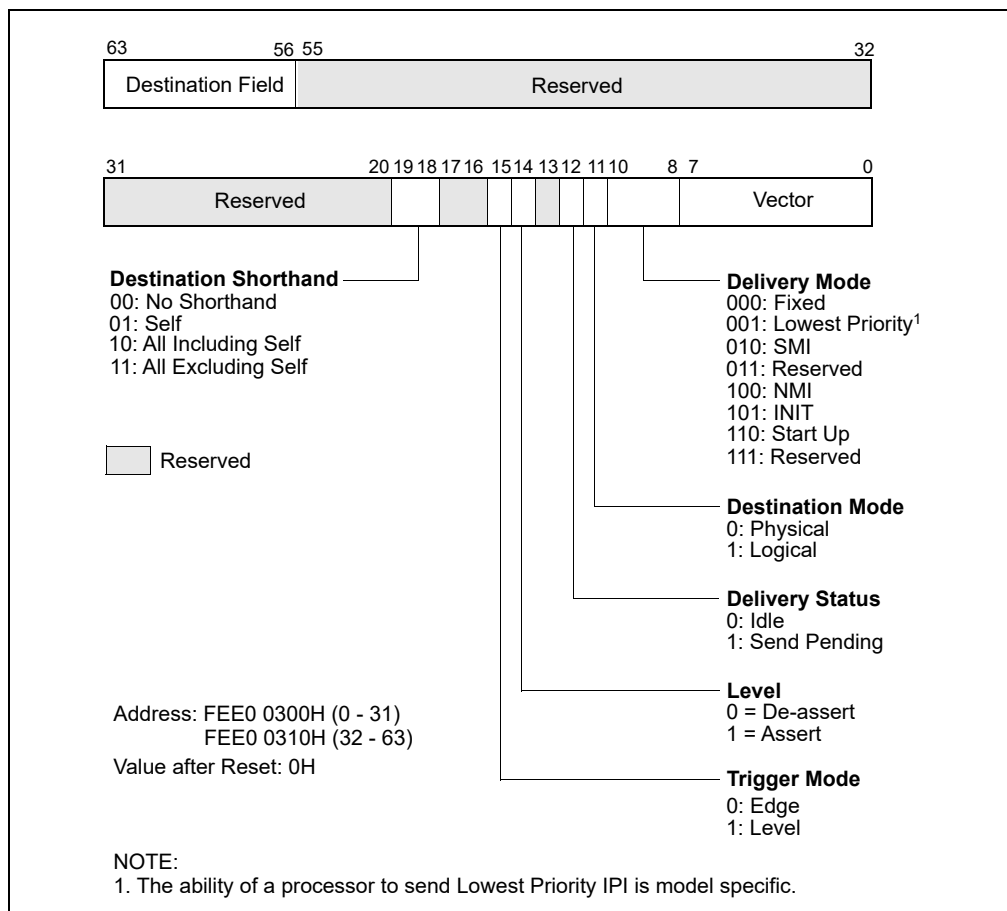 63 56 55 32
Destination Field Reserved
31 20 19 18 17 16 15 14 13 12 11 10 8 7 0
Reserved Vector
Destination Shorthand
00: No Shorthand
01: Self
10: All Including Self
11: All Excluding Self
Reserved
Delivery Mode
000: Fixed
001: Lowest Priority1
010: SMI
011: Reserved
100: NMI
101: INIT
110: Start Up
111: Reserved
Destination Mode
0: Physical
1: Logical
Delivery Status
0: Idle
1: Send Pending
Level
0 = De-assert
1 = Assert
Trigger Mode
0: Edge
1: Level
Address: FEE0 0300H (0 - 31)
FEE0 0310H (32 - 63)
Value after Reset: 0H
NOTE:
1. The ability of a processor to send Lowest Priority IPI is model specific.